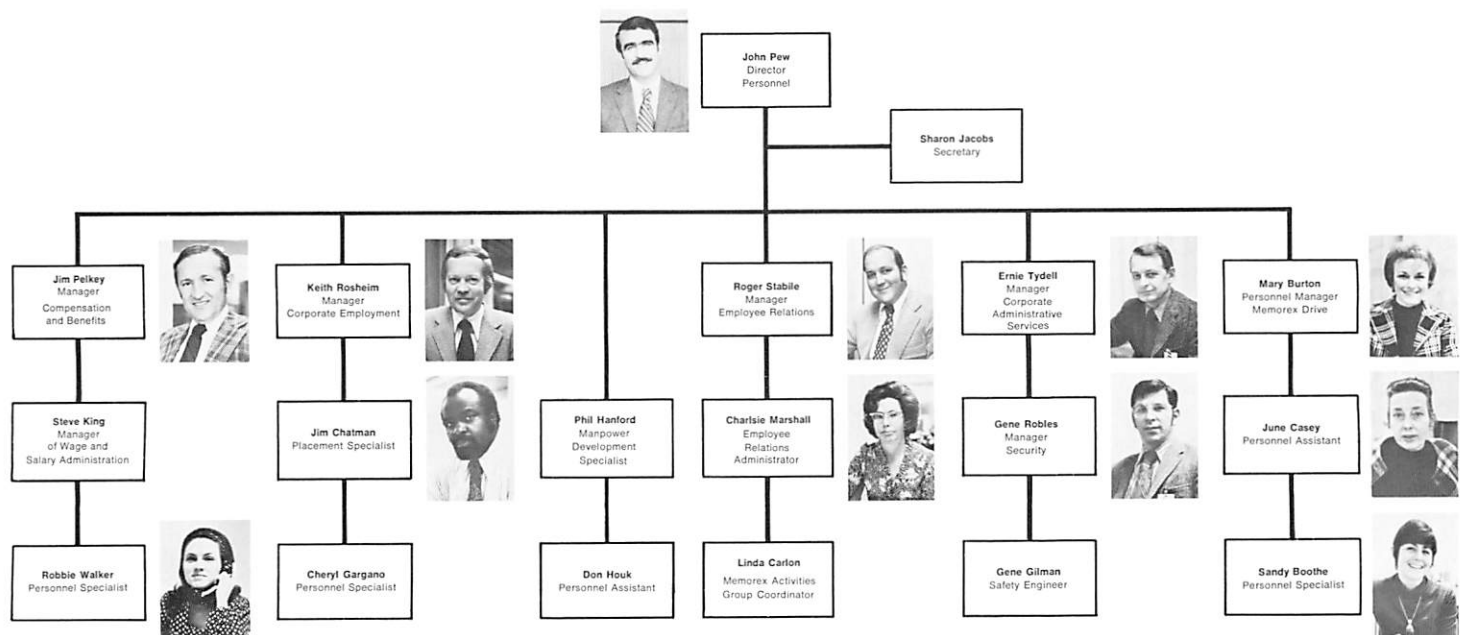 John Pew
Director
Personnel
Sharon Jacobs
Secretary
Jim Pelkey
Manager
Compensation
and Benefits
Keith Rosheim
Manager
Corporate Employment
Roger Stabile
Manager
Employee Relations
Ernie Tydell
Manager
Corporate
Administrative
Services
Mary Burton
Personnel Manager
Memorex Drive
Steve King
Manager
of Wage and
Salary Administration
Jim Chatman
Placement Specialist
Phil Hanford
Manpower
Development
Specialist
Charlsie Marshall
Employee
Relations
Administrator
Gene Robles
Manager
Security
June Casey
Personnel Assistant
Robbie Walker
Personnel Specialist
Cheryl Gargano
Personnel Specialist
Don Houk
Personnel Assistant
Linda Carlon
Memorex Activities
Group Coordinator
Gene Gilman
Safety Engineer
Sandy Boothe
Personnel Specialist